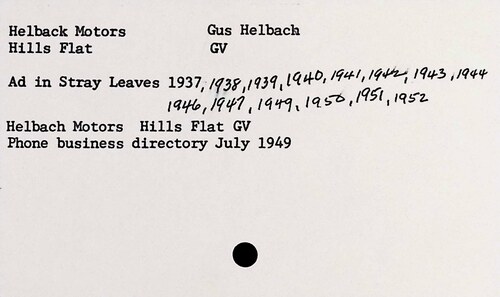 Helback Motors Gus Helbach
Hills Flat GV
Ad in Stray Leaves 1937, 1938, 1939, 1940, 1941, 1942, 1943, 1944
1946, 1947, 1949, 1950, 1951, 1952
Helbach Motors Hills Flat GV
Phone business directory July 1949